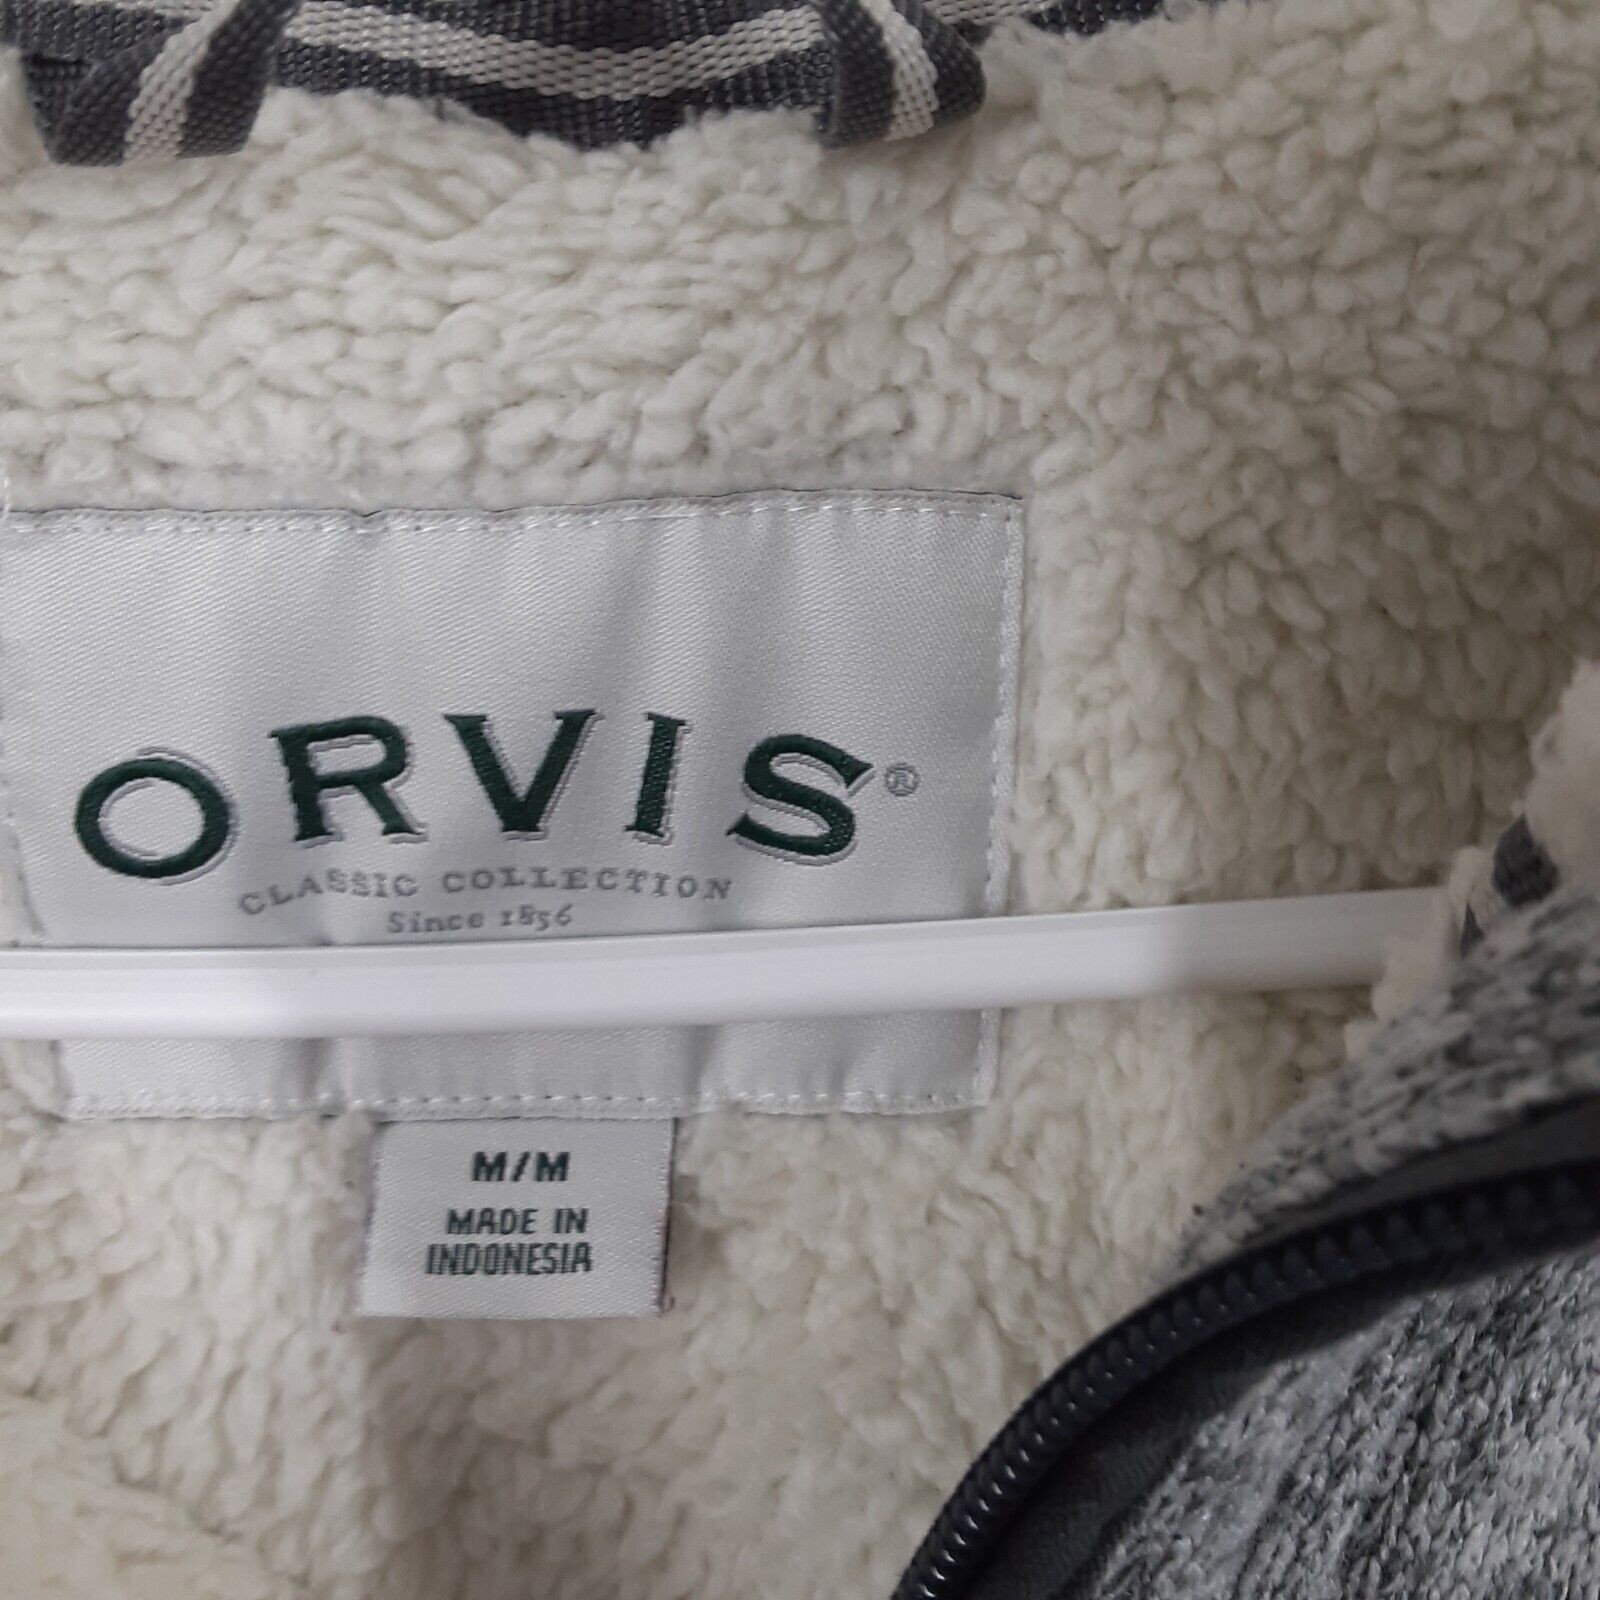 ORVIS®
CLASSIC COLLECTION
Since 1856
M/M
MADE IN
INDONESIA